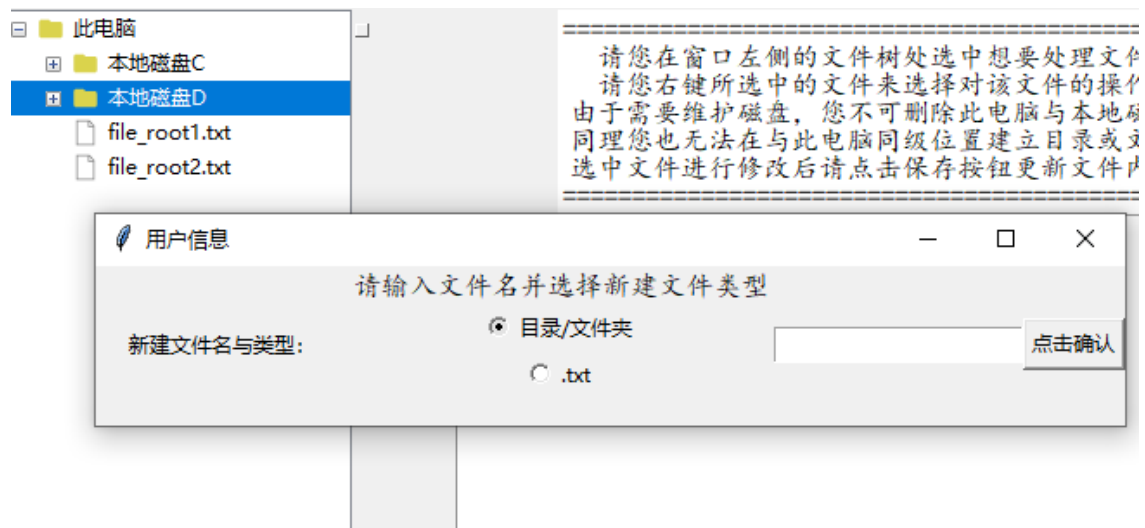 此电脑
本地磁盘C
本地磁盘D
file_root1.txt
file_root2.txt
================================================
请您在窗口左侧的文件树处选中想要处理文件
请您右键所选中的文件来选择对该文件的操作
由于需要维护磁盘，您不可删除此电脑与本地磁
同理您也无法在与此电脑同级位置建立目录或文
选中文件进行修改后请点击保存按钮更新文件内
================================================
用户信息
请输入文件名并选择新建文件类型
新建文件名与类型：
目录/文件夹
.txt
点击确认